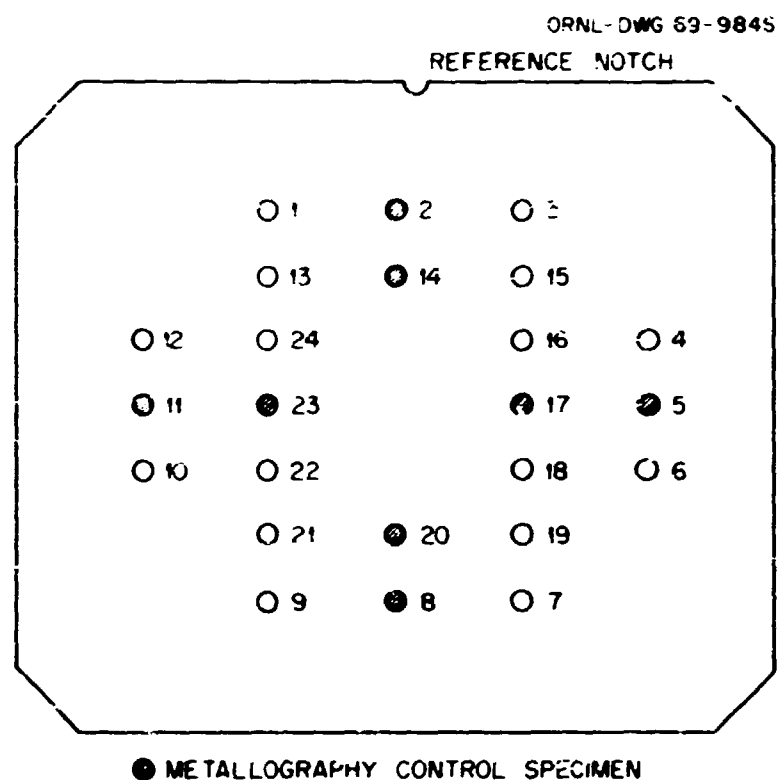 ORNL-DWG 69-9845
REFERENCE NOTCH
1 2 3
13 14 15
12 24 16 4
11 23 17 5
10 22 18 6
21 20 19
9 8 7
METALLOGRAPHY CONTROL SPECIMEN